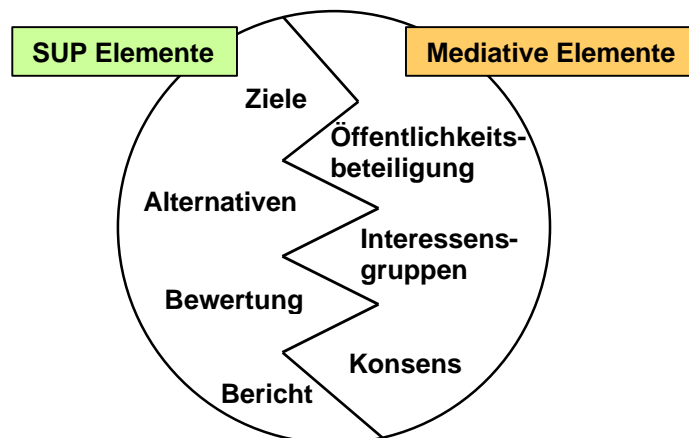 SUP Elemente
Mediative Elemente
Ziele
Öffentlichkeits-
beteiligung
Alternativen
Interessens-
gruppen
Bewertung
Konsens
Bericht